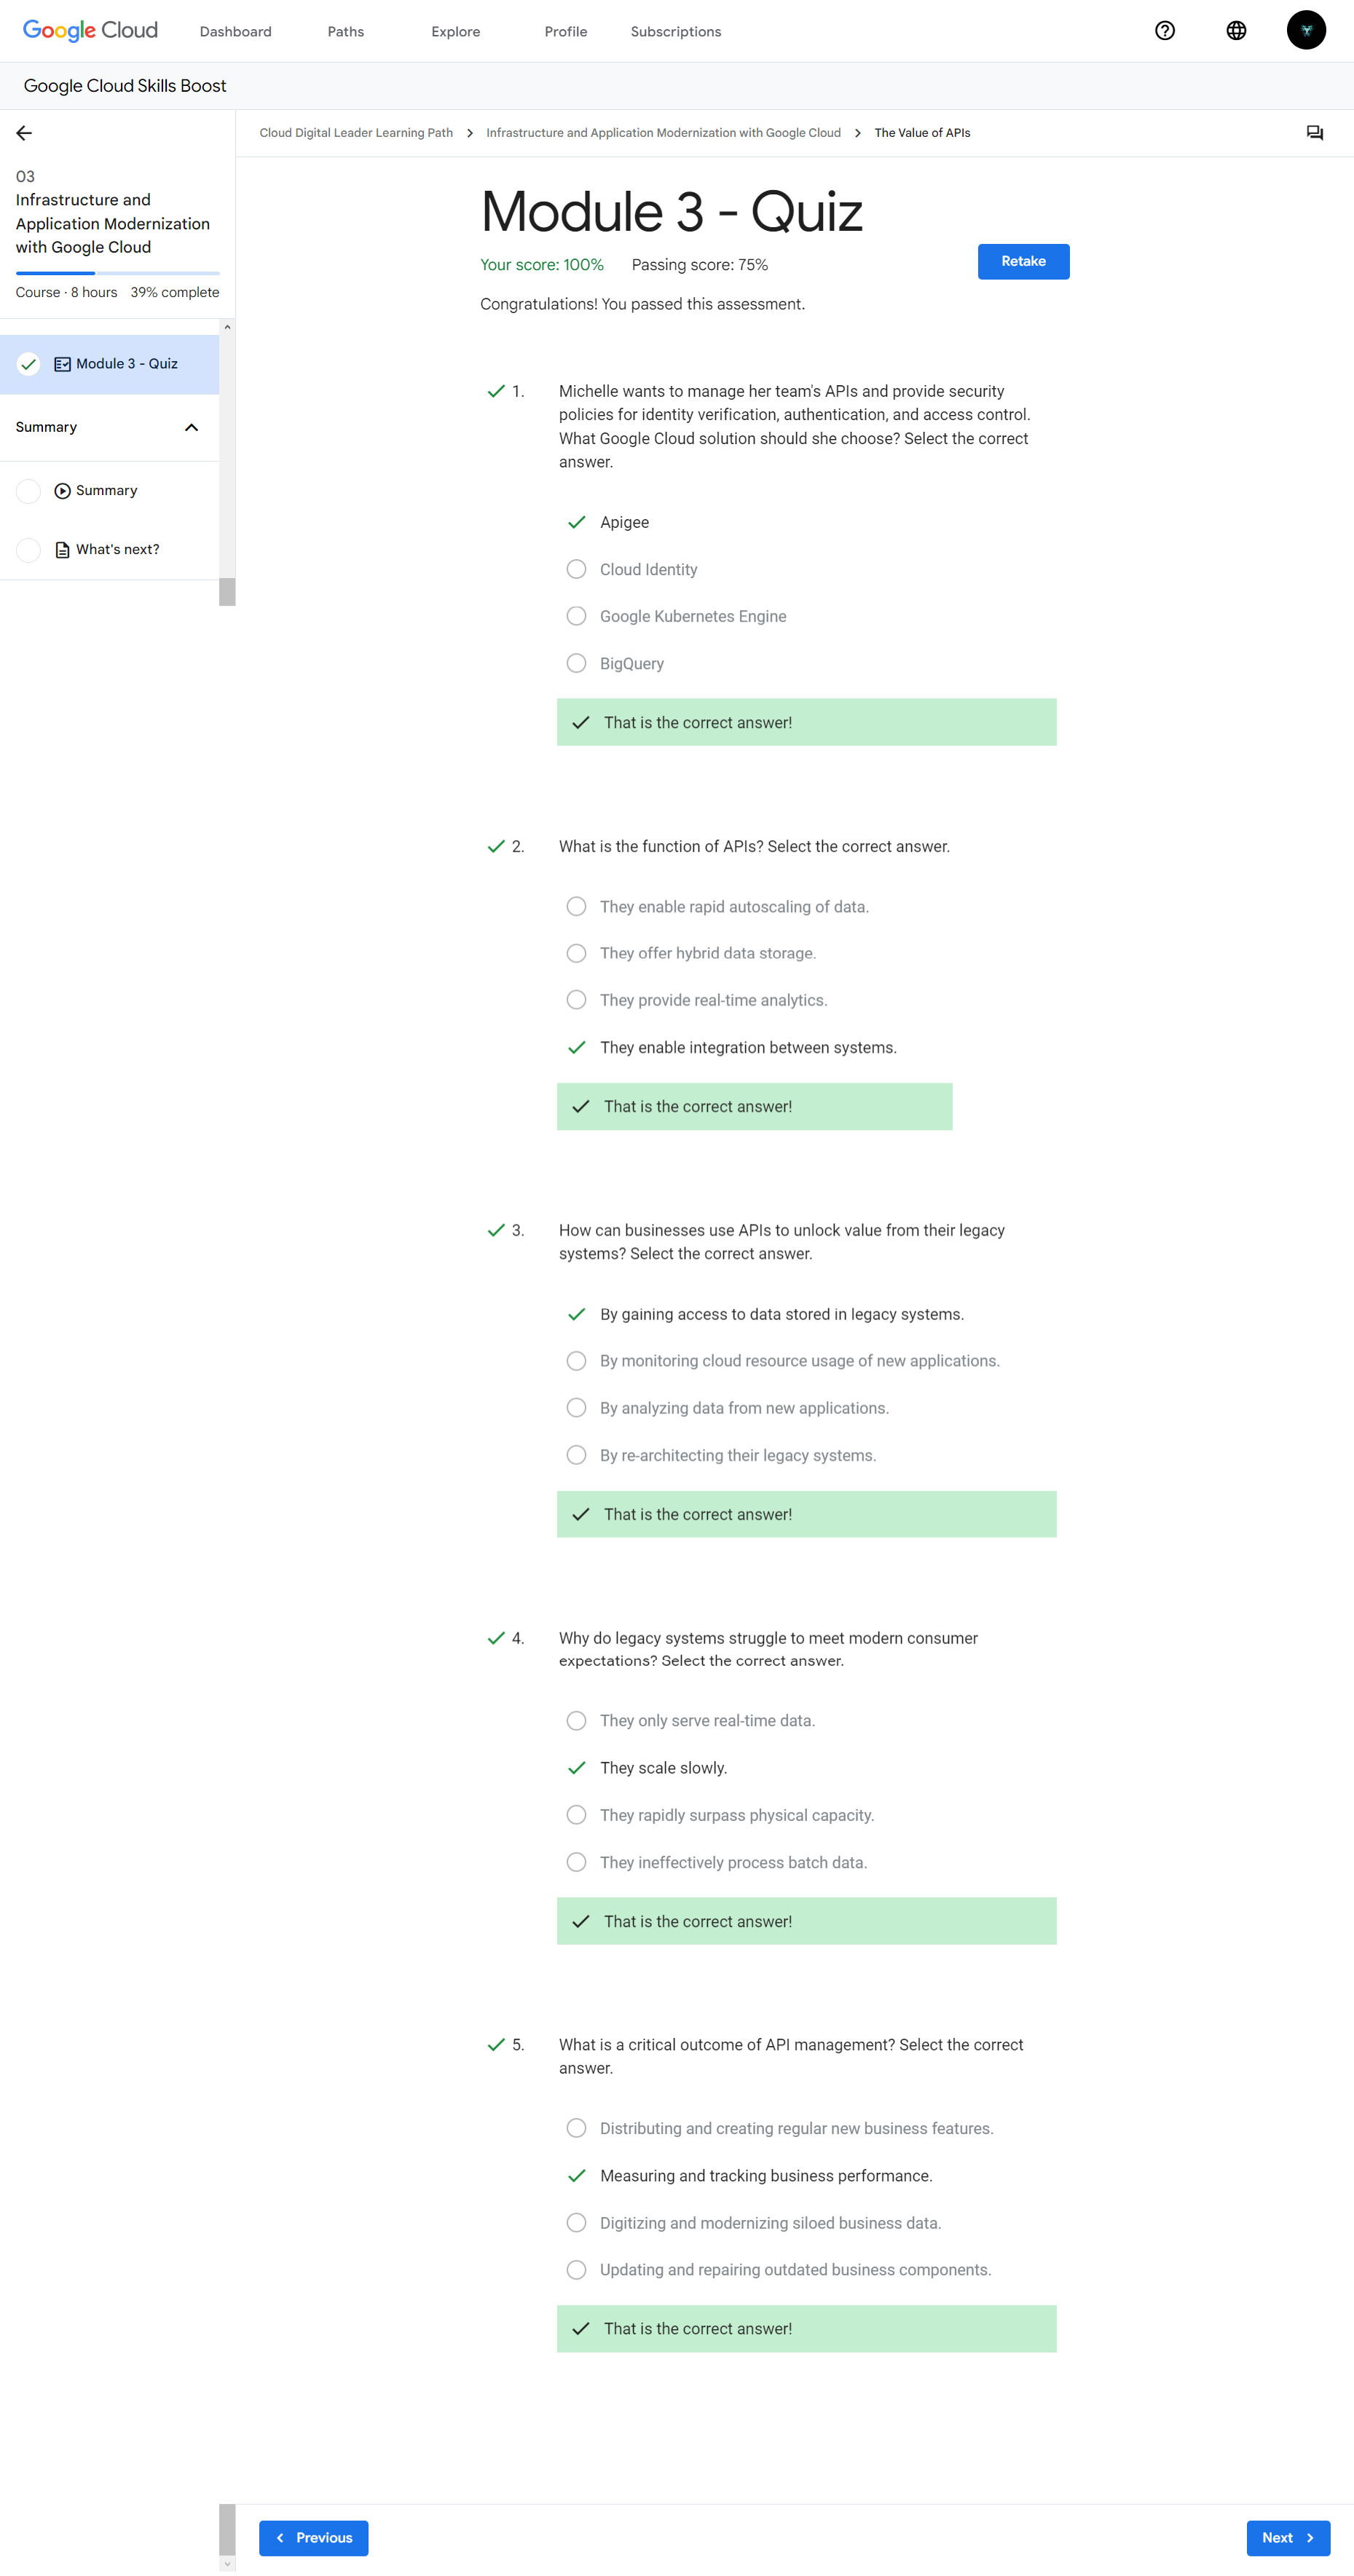 Google Cloud
Dashboard
Paths
Explore
Profile
Subscriptions
Google Cloud Skills Boost
Cloud Digital Leader Learning Path
Infrastructure and Application Modernization with Google Cloud
The Value of APIs
03
Infrastructure and
Application Modernization
with Google Cloud
Course · 8 hours 39% complete
Module 3 - Quiz
Summary
Summary
What's next?
Module 3 - Quiz
Your score: 100% Passing score: 75%
Retake
Congratulations! You passed this assessment.
1. Michelle wants to manage her team's APIs and provide security
policies for identity verification, authentication, and access control.
What Google Cloud solution should she choose? Select the correct
answer.
Apigee
Cloud Identity
Google Kubernetes Engine
BigQuery
That is the correct answer!
2. What is the function of APIs? Select the correct answer.
They enable rapid autoscaling of data.
They offer hybrid data storage.
They provide real-time analytics.
They enable integration between systems.
That is the correct answer!
3. How can businesses use APIs to unlock value from their legacy
systems? Select the correct answer.
By gaining access to data stored in legacy systems.
By monitoring cloud resource usage of new applications.
By analyzing data from new applications.
By re-architecting their legacy systems.
That is the correct answer!
4. Why do legacy systems struggle to meet modern consumer
expectations? Select the correct answer.
They only serve real-time data.
They scale slowly.
They rapidly surpass physical capacity.
They ineffectively process batch data.
That is the correct answer!
5. What is a critical outcome of API management? Select the correct
answer.
Distributing and creating regular new business features.
Measuring and tracking business performance.
Digitizing and modernizing siloed business data.
Updating and repairing outdated business components.
That is the correct answer!
Previous
Next